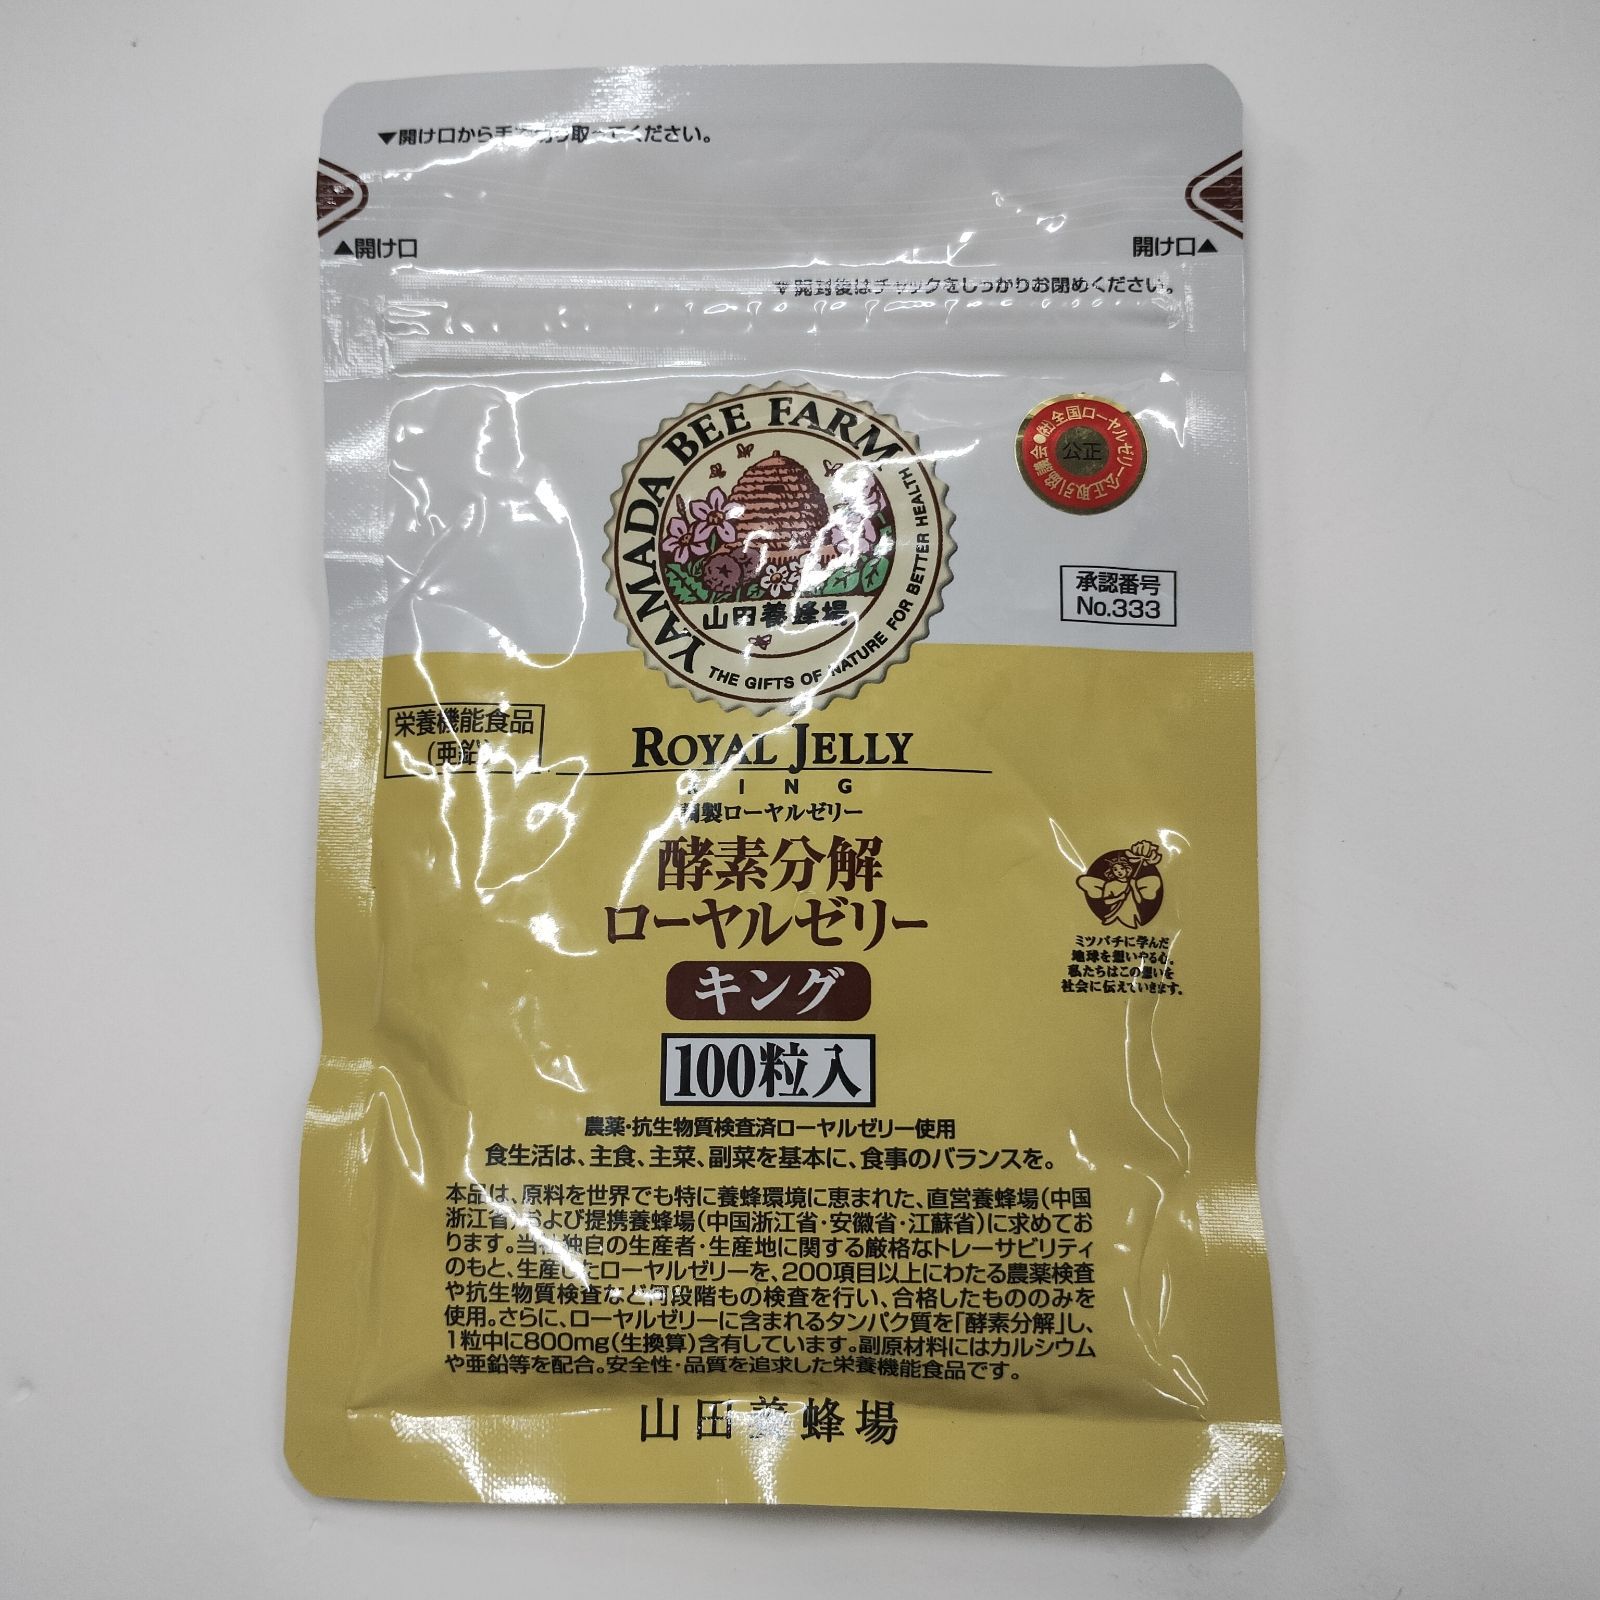 ▼開け口から手で切り取ってください。
▲開け口
開け口▲
▼開封後はチャックをしっかりお閉めください。
YAMADA BEE FARM
THE GIFTS OF NATURE FOR BETTER HEALTH
山田養蜂場
(社)全国ローヤルゼリー公正取引協議会
公正
承認番号
No.333
栄養機能食品
(亜鉛)
ROYAL JELLY
KING
調製ローヤルゼリー
酵素分解
ローヤルゼリー
キング
100粒入
ミツバチに学んだ
地球を想いやる心。
私たちはこの想いを
社会に伝えていきます。
農薬・抗生物質検査済ローヤルゼリー使用
食生活は、主食、主菜、副菜を基本に、食事のバランスを。
本品は、原料を世界でも特に養蜂環境に恵まれた、直営養蜂場(中国
浙江省)および提携養蜂場(中国浙江省・安徽省・江蘇省)に求めてお
ります。当社独自の生産者・生産地に関する厳格なトレーサビリティ
のもと、生産したローヤルゼリーを、200項目以上にわたる農薬検査
や抗生物質検査など何段階もの検査を行い、合格したもののみを
使用。さらに、ローヤルゼリーに含まれるタンパク質を「酵素分解」し、
1粒中に800mg(生換算)含有しています。副原材料にはカルシウム
や亜鉛等を配合。安全性・品質を追求した栄養機能食品です。
山田養蜂場